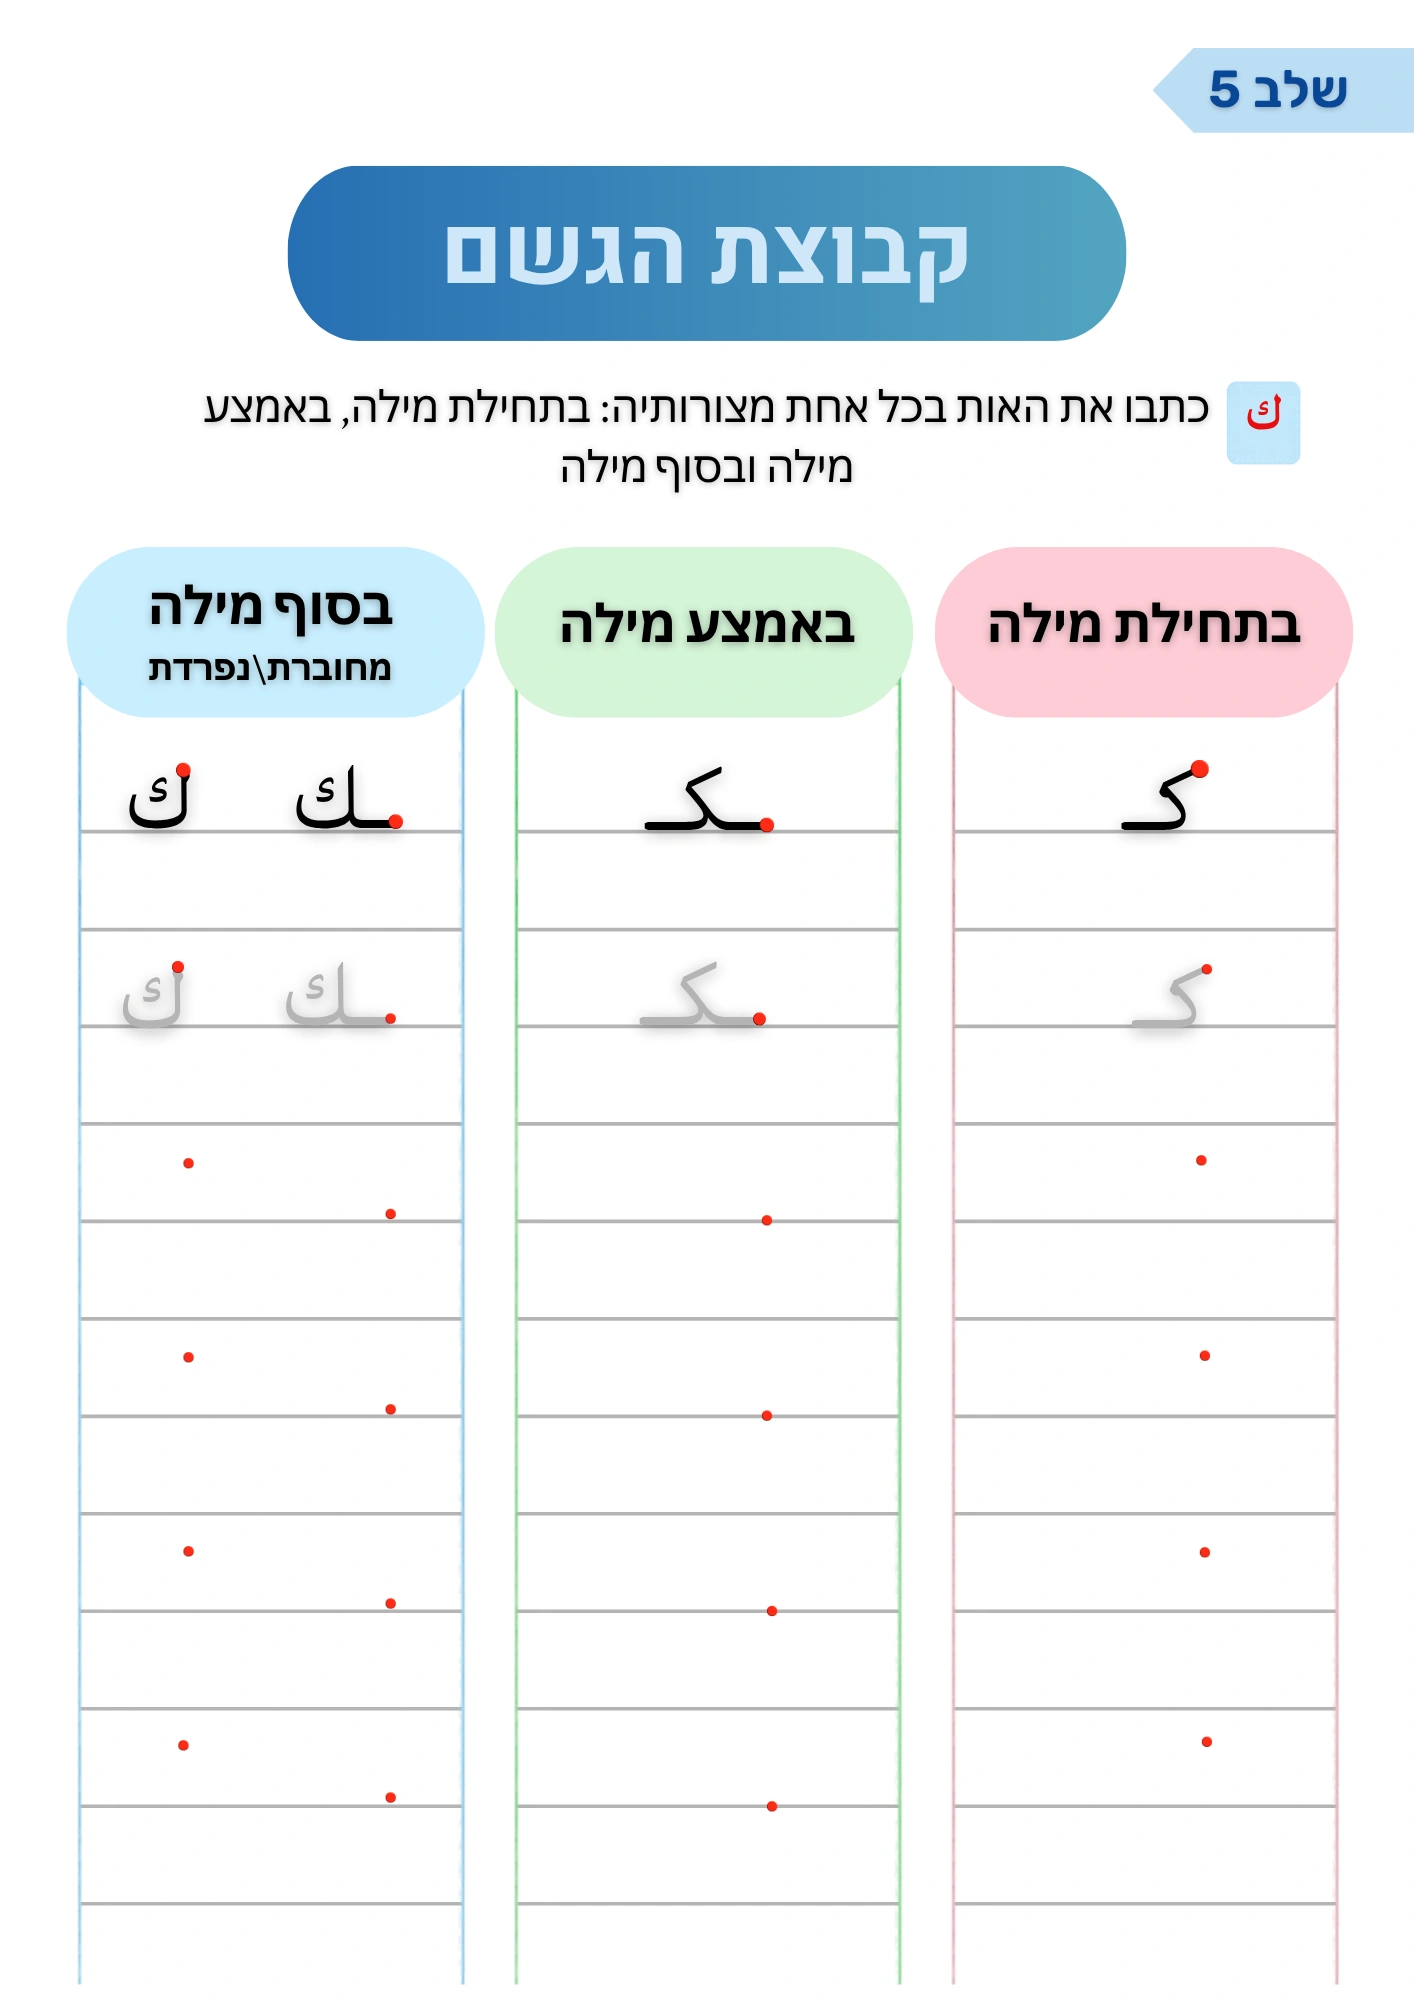 שלב 5
קבוצת הגשם
ك כתבו את האות בכל אחת מצורותיה: בתחילת מילה, באמצע
מילה ובסוף מילה
בתחילת מילה
באמצע מילה
בסוף מילה
מחוברת\נפרדת
كـ ـكـ ـك ك
كـ ـكـ ـك ك